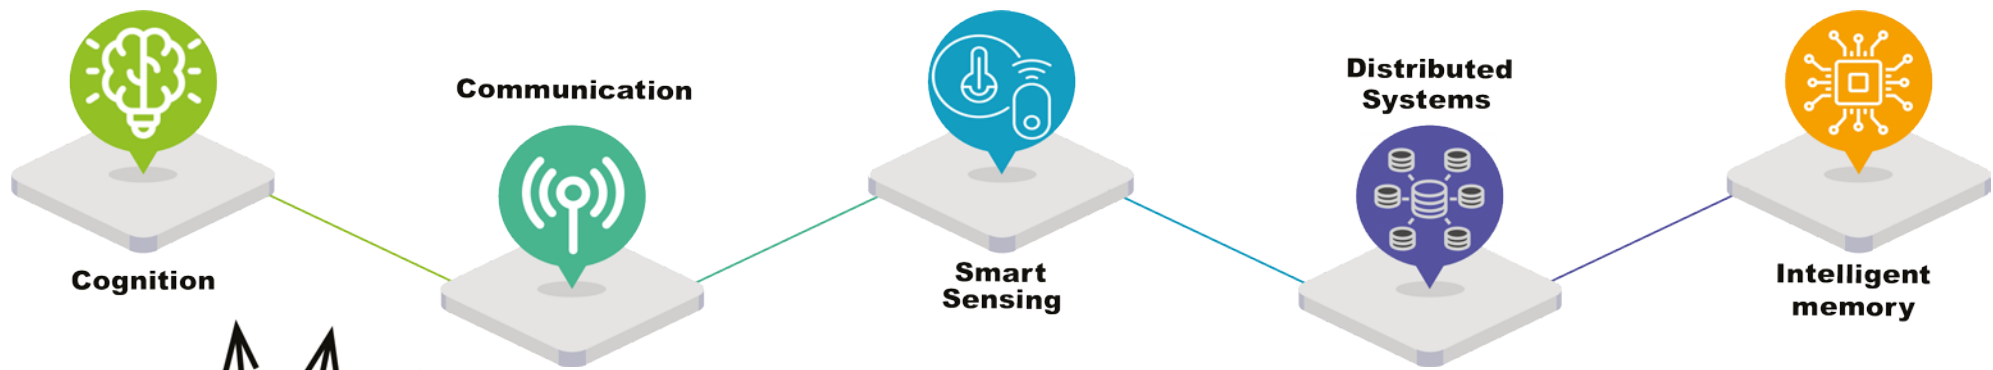 Cognition
Communication
Smart
Sensing
Distributed
Systems
Intelligent
memory